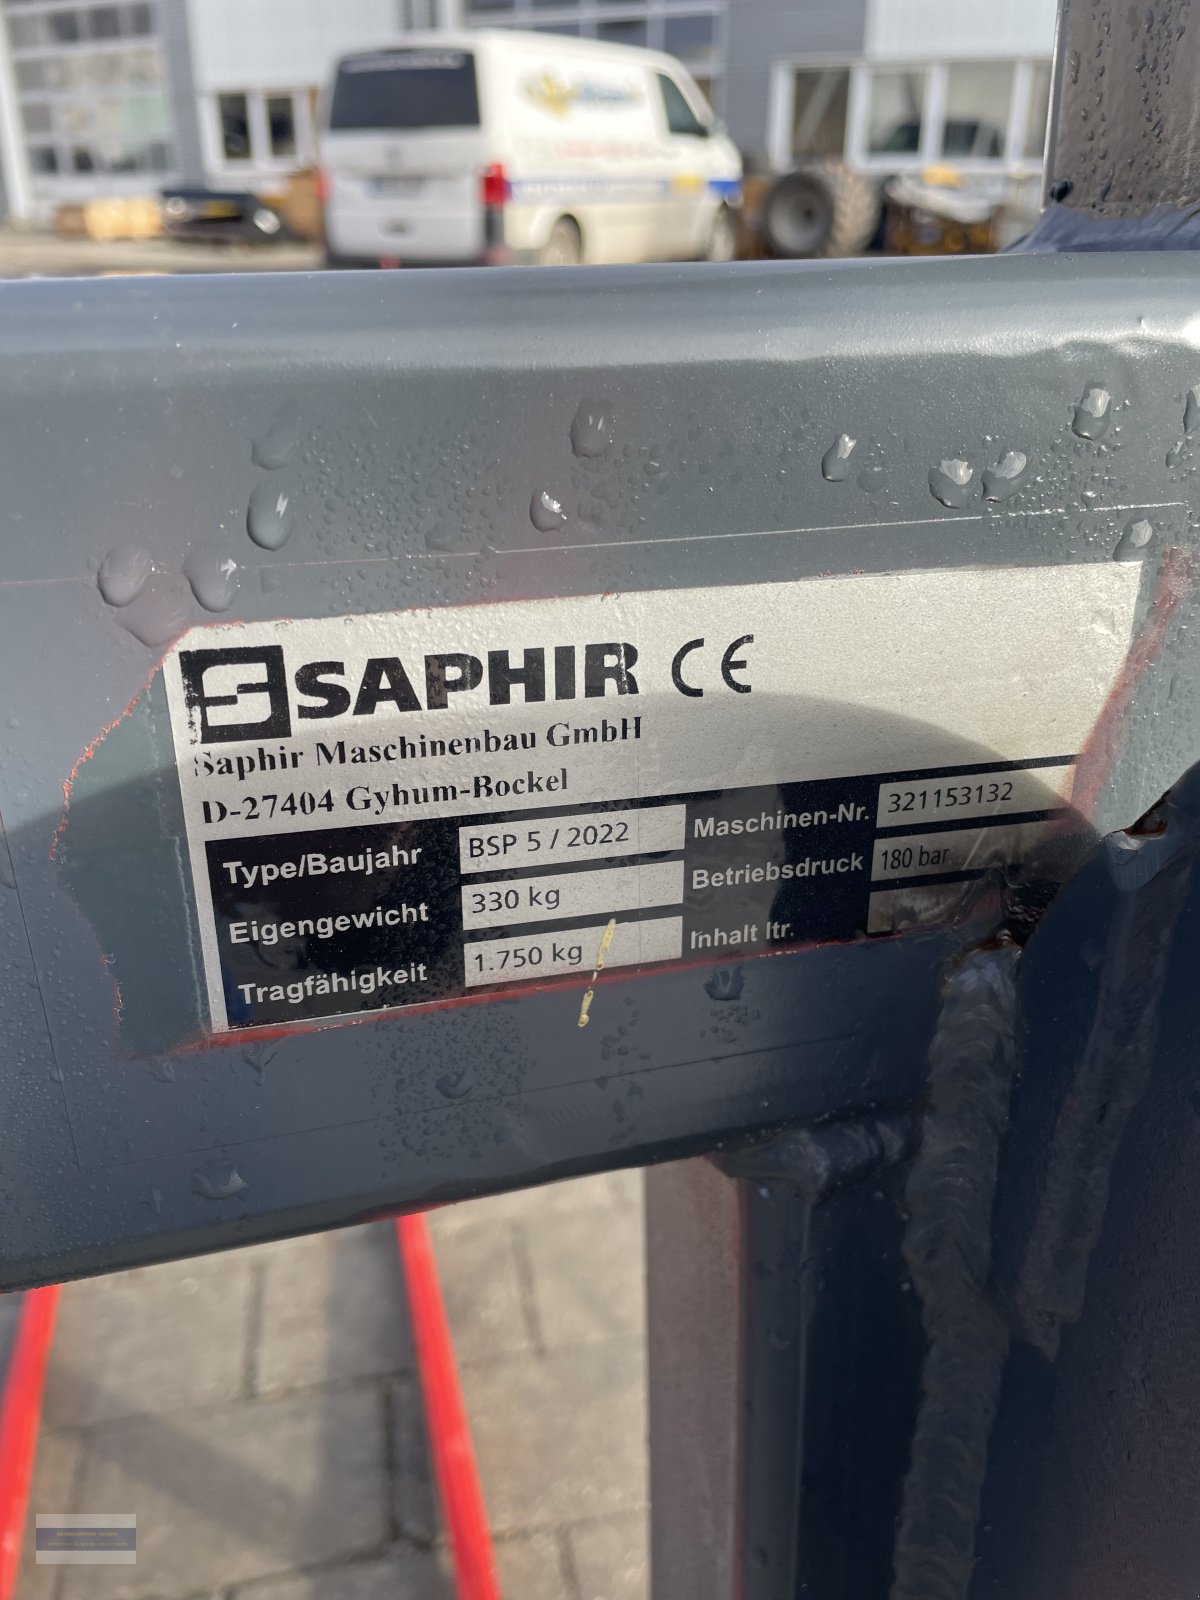 SAPHIR CE
Saphir Maschinenbau GmbH
D-27404 Gyhum-Bockel
Type/Baujahr BSP 5 / 2022 Maschinen-Nr. 321153132
Eigengewicht 330 kg Betriebsdruck 180 bar
Tragfähigkeit 1.750 kg Inhalt ltr.